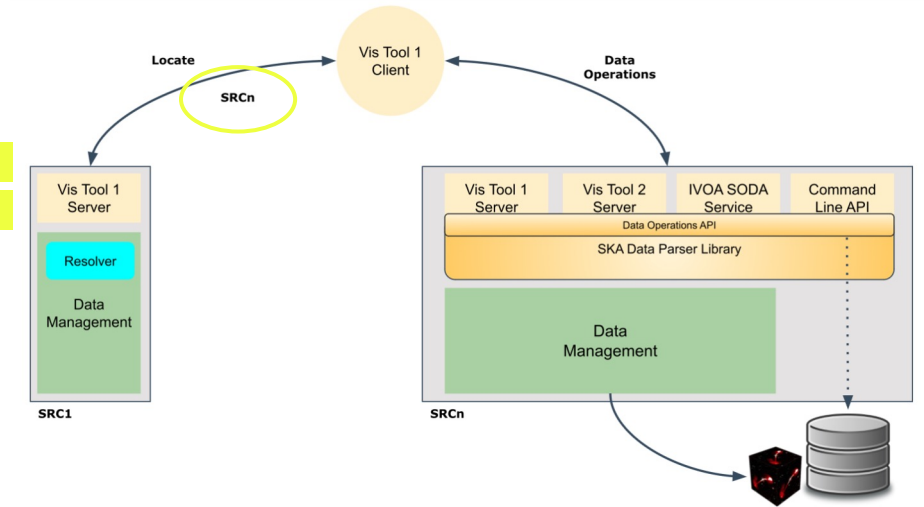 Vis Tool 1
Client
Locate
SRCn
Data
Operations
Vis Tool 1
Server
Resolver
Data
Management
SRC1
Vis Tool 1
Server
Vis Tool 2
Server
IVOA SODA
Service
Command
Line API
Data Operations API
SKA Data Parser Library
Data
Management
SRCn